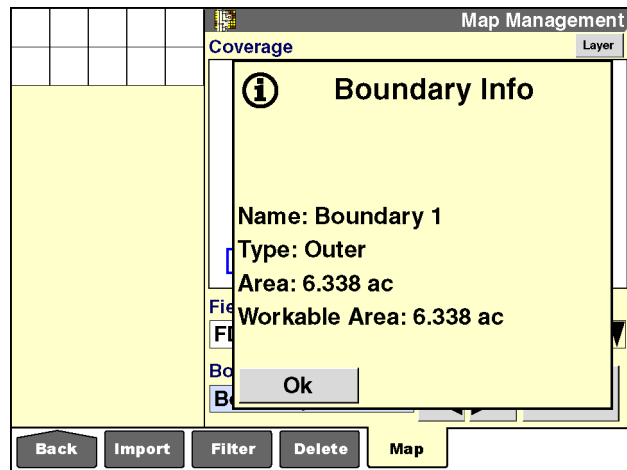 Map Management
Coverage
Layer
Boundary Info
Name: Boundary 1
Type: Outer
Area: 6.338 ac
Workable Area: 6.338 ac
Ok
Back
Import
Filter
Delete
Map